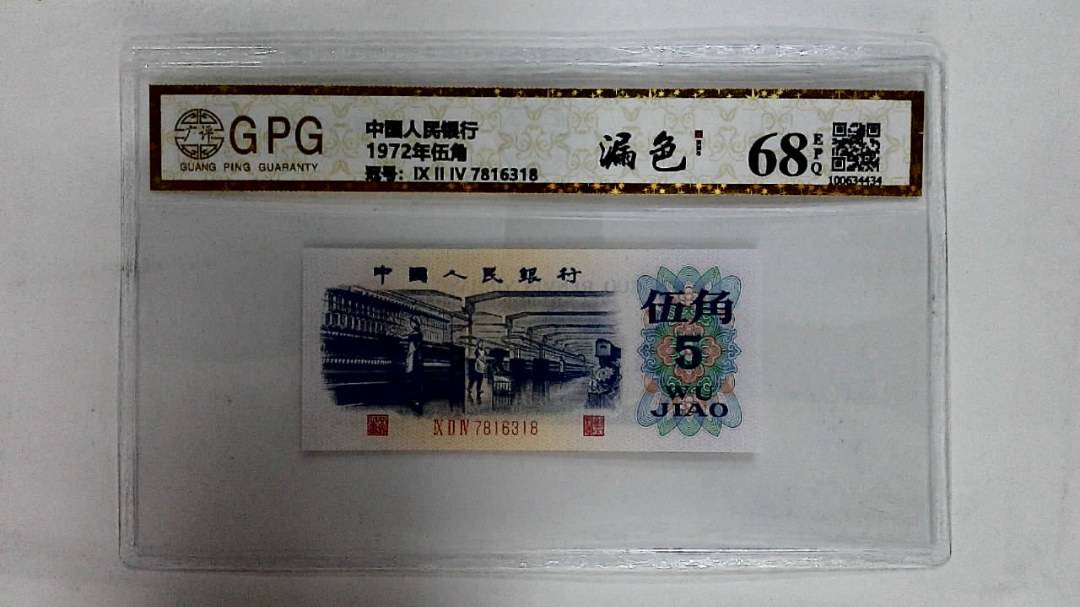 广评
GPG
GUANG PING GUARANTY
中國人民銀行
1972年伍角
冠号: IX II IV 7816318
漏色
68
EPQ
100634434
中國人民銀行
伍角
5
WU
JIAO
IX II IV 7816318